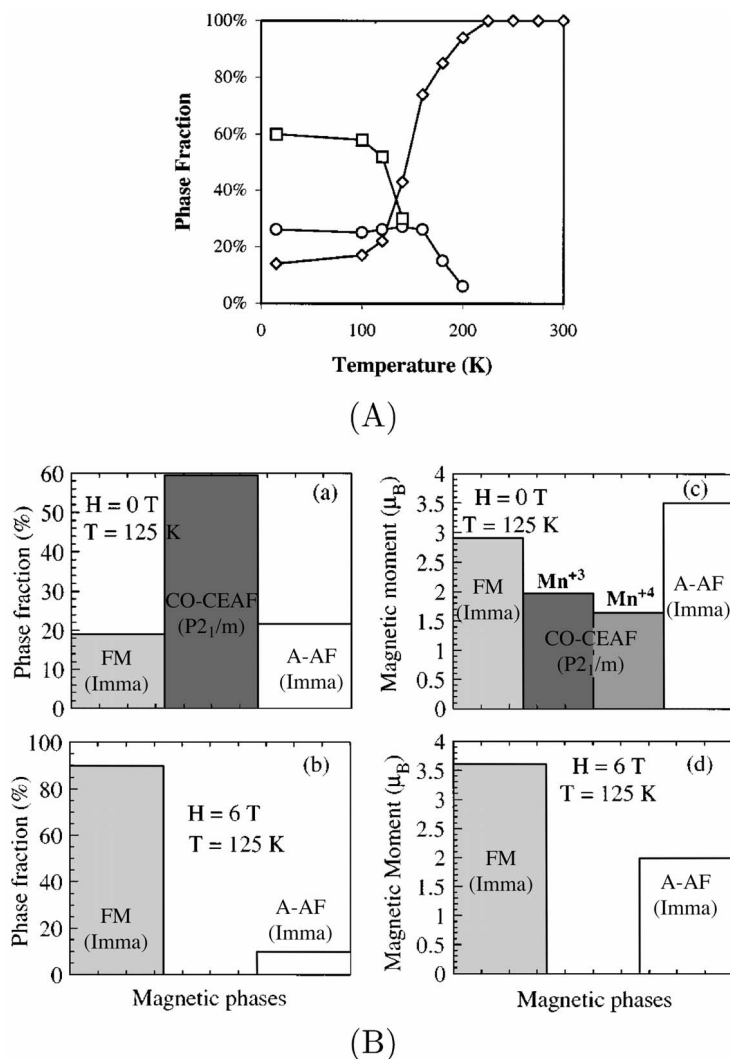 100%
80%
60%
40%
20%
0%
Phase Fraction
0
100
200
300
Temperature (K)
(A)
60
50
40
30
20
10
0
Phase fraction (%)
H = 0 T
T = 125 K
(a)
CO-CEAF
(P2₁/m)
FM
(Imma)
A-AF
(Imma)
4
3.5
3
2.5
2
1.5
1
0.5
0
Magnetic moment (μ_B)
H = 0 T
T = 125 K
(c)
FM
(Imma)
Mn⁺³
Mn⁺⁴
CO-CEAF
(P2₁/m)
A-AF
(Imma)
100
80
60
40
20
0
Phase fraction (%)
(b)
H = 6 T
T = 125 K
FM
(Imma)
A-AF
(Imma)
Magnetic phases
4
3.5
3
2.5
2
1.5
1
0.5
0
Magnetic Moment (μ_B)
H = 6 T
T = 125 K
(d)
FM
(Imma)
A-AF
(Imma)
Magnetic phases
(B)